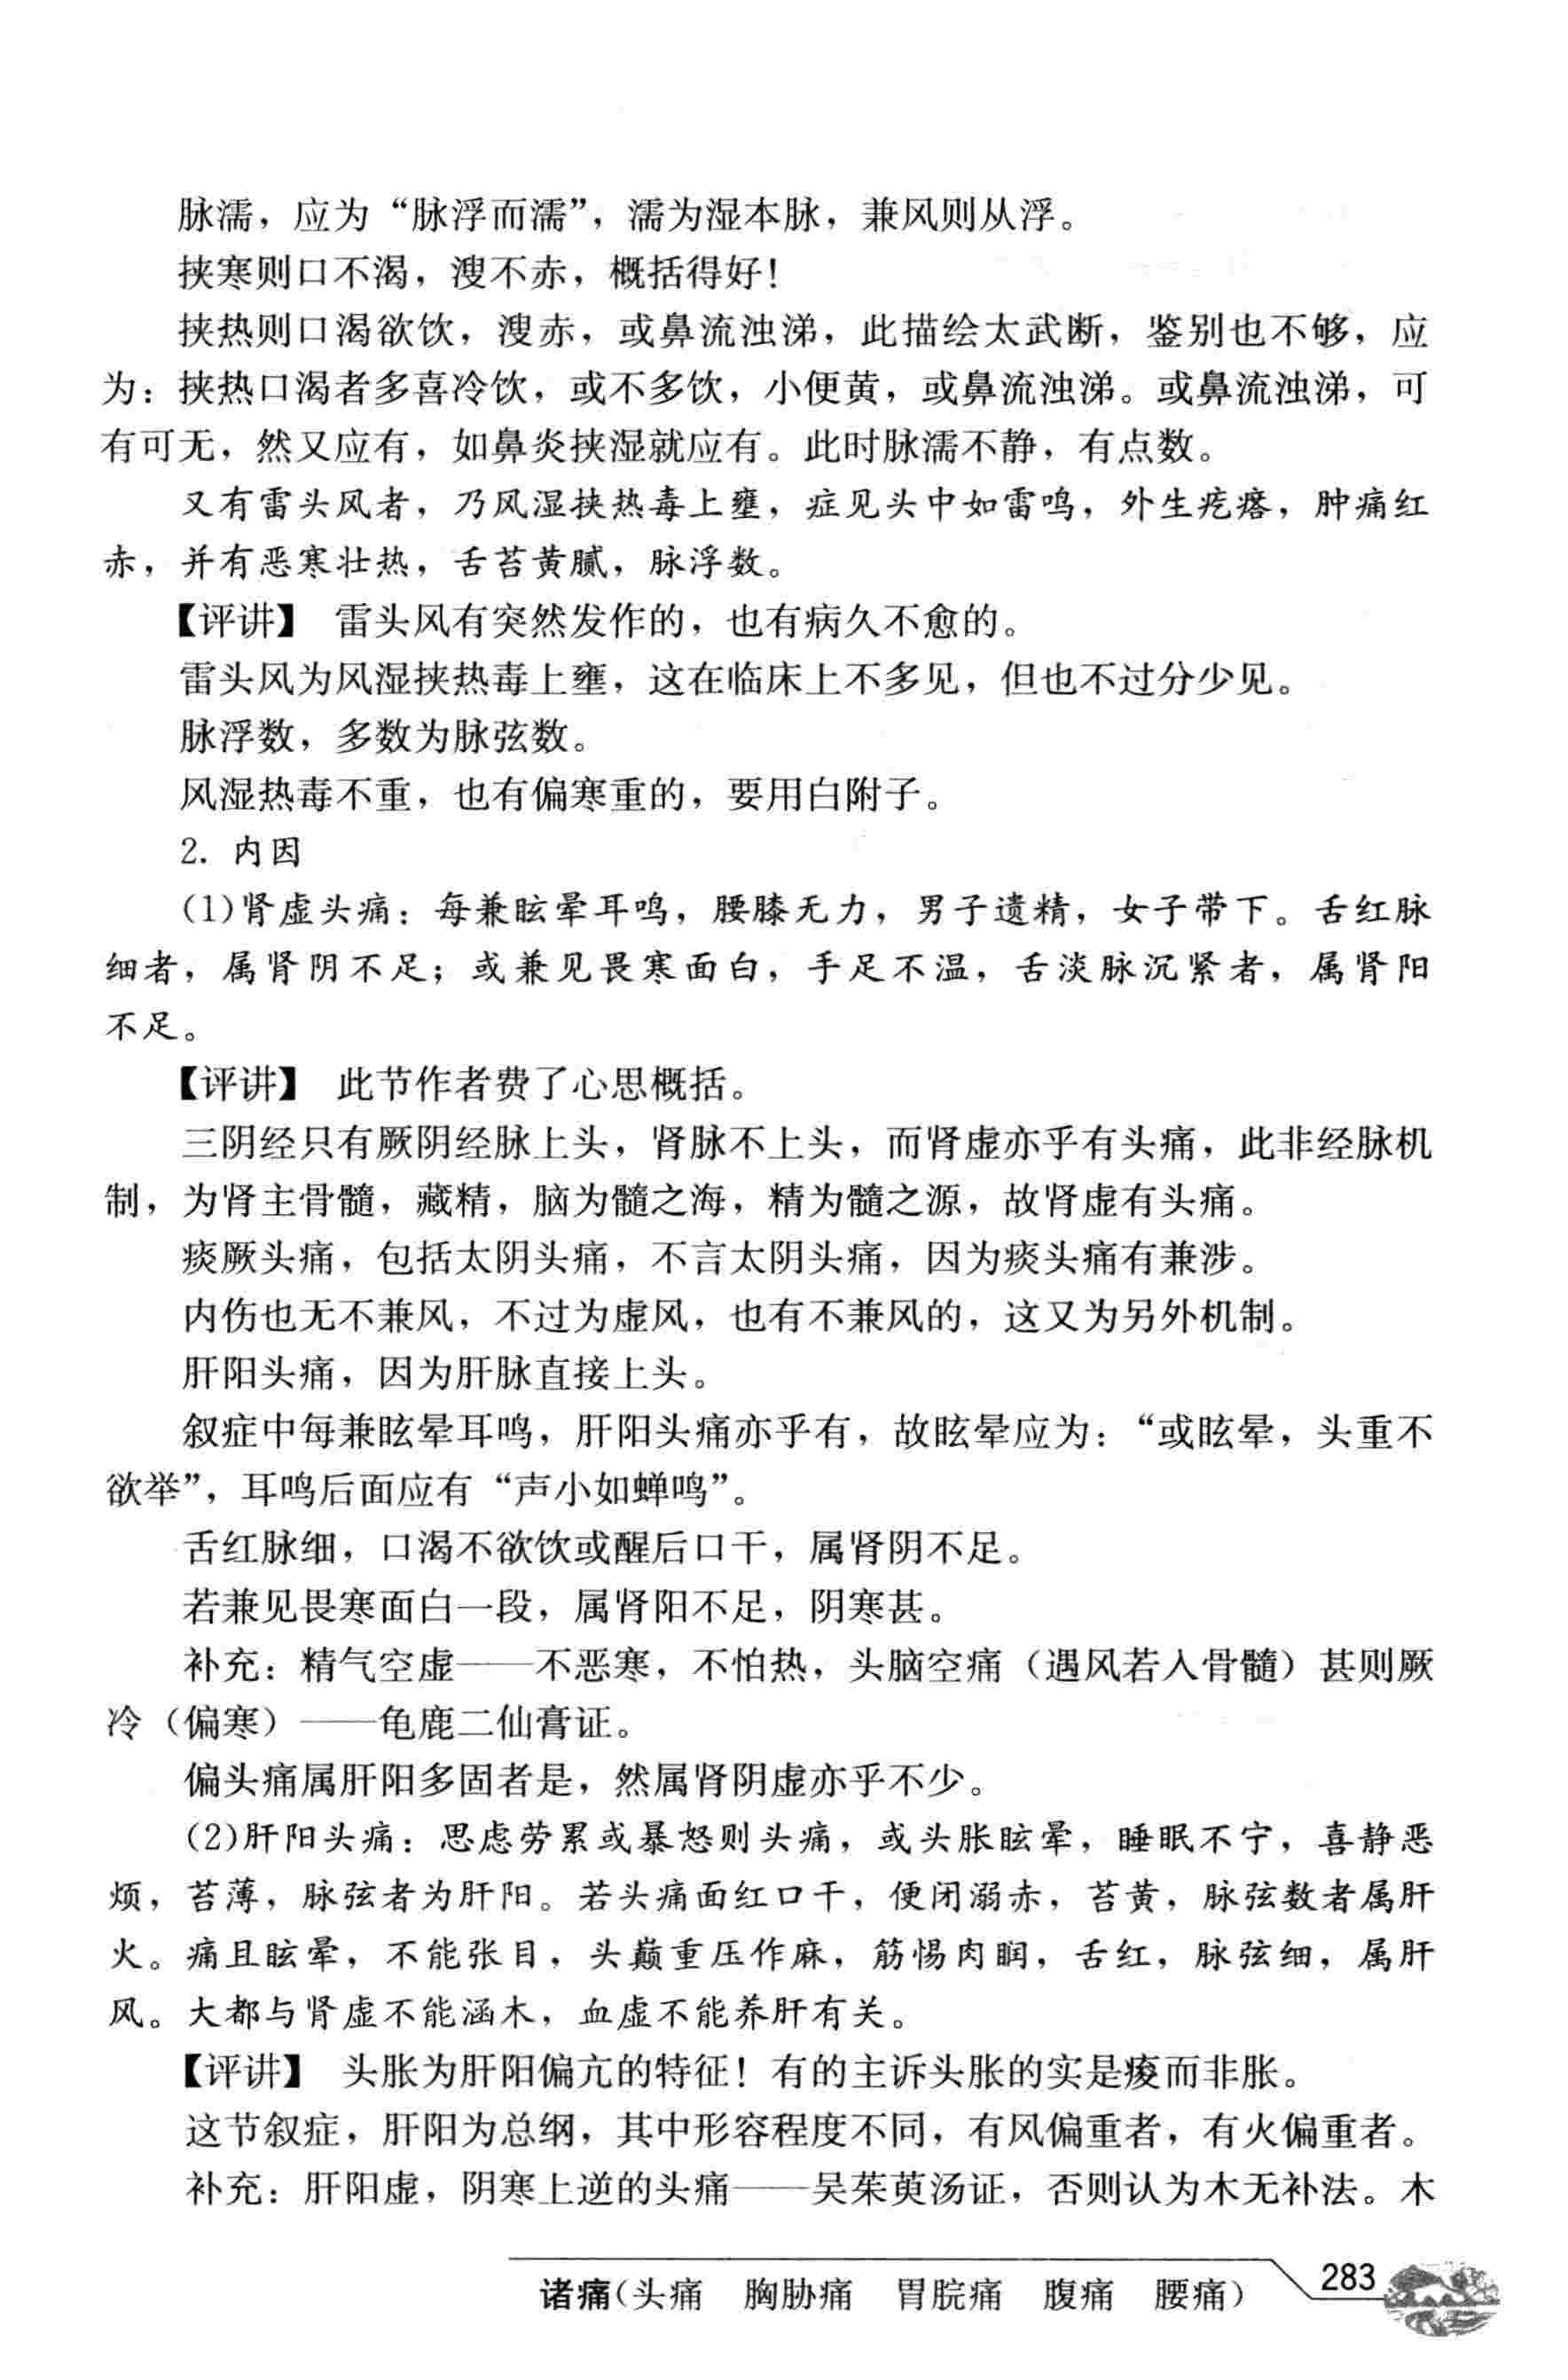 脉濡，应为“脉浮而濡”，濡为湿本脉，兼风则从浮。
挟寒则口不渴，溲不赤，概括得好！
挟热则口渴欲饮，溲赤，或鼻流浊涕，此描绘太武断，鉴别也不够，应
为：挟热口渴者多喜冷饮，或不多饮，小便黄，或鼻流浊涕。或鼻流浊涕，可
有可无，然又应有，如鼻炎挟湿就应有。此时脉濡不静，有点数。
又有雷头风者，乃风湿挟热毒上壅，症见头中如雷鸣，外生疙瘩，肿痛红
赤，并有恶寒壮热，舌苔黄腻，脉浮数。
【评讲】 雷头风有突然发作的，也有病久不愈的。
雷头风为风湿挟热毒上壅，这在临床上不多见，但也不过分少见。
脉浮数，多数为脉弦数。
风湿热毒不重，也有偏寒重的，要用白附子。
2. 内因
(1)肾虚头痛：每兼眩晕耳鸣，腰膝无力，男子遗精，女子带下。舌红脉
细者，属肾阴不足；或兼见畏寒面白，手足不温，舌淡脉沉紧者，属肾阳
不足。
【评讲】 此节作者费了心思概括。
三阴经只有厥阴经脉上头，肾脉不上头，而肾虚亦乎有头痛，此非经脉机
制，为肾主骨髓，藏精，脑为髓之海，精为髓之源，故肾虚有头痛。
痰厥头痛，包括太阴头痛，不言太阴头痛，因为痰头痛有兼涉。
内伤也无不兼风，不过为虚风，也有不兼风的，这又为另外机制。
肝阳头痛，因为肝脉直接上头。
叙症中每兼眩晕耳鸣，肝阳头痛亦乎有，故眩晕应为：“或眩晕，头重不
欲举”，耳鸣后面应有“声小如蝉鸣”。
舌红脉细，口渴不欲饮或醒后口干，属肾阴不足。
若兼见畏寒面白一段，属肾阳不足，阴寒甚。
补充：精气空虚——不恶寒，不怕热，头脑空痛（遇风若入骨髓）甚则厥
冷（偏寒）——龟鹿二仙膏证。
偏头痛属肝阳多固者是，然属肾阴虚亦乎不少。
(2)肝阳头痛：思虑劳累或暴怒则头痛，或头胀眩晕，睡眠不宁，喜静恶
烦，苔薄，脉弦者为肝阳。若头痛面红口干，便闭溺赤，苔黄，脉弦数者属肝
火。痛且眩晕，不能张目，头巅重压作麻，筋惕肉瞤，舌红，脉弦细，属肝
风。大都与肾虚不能涵木，血虚不能养肝有关。
【评讲】 头胀为肝阳偏亢的特征！有的主诉头胀的实是痠而非胀。
这节叙症，肝阳为总纲，其中形容程度不同，有风偏重者，有火偏重者。
补充：肝阳虚，阴寒上逆的头痛——吴茱萸汤证，否则认为木无补法。木
诸痛（头痛 胸胁痛 胃脘痛 腹痛 腰痛） 283